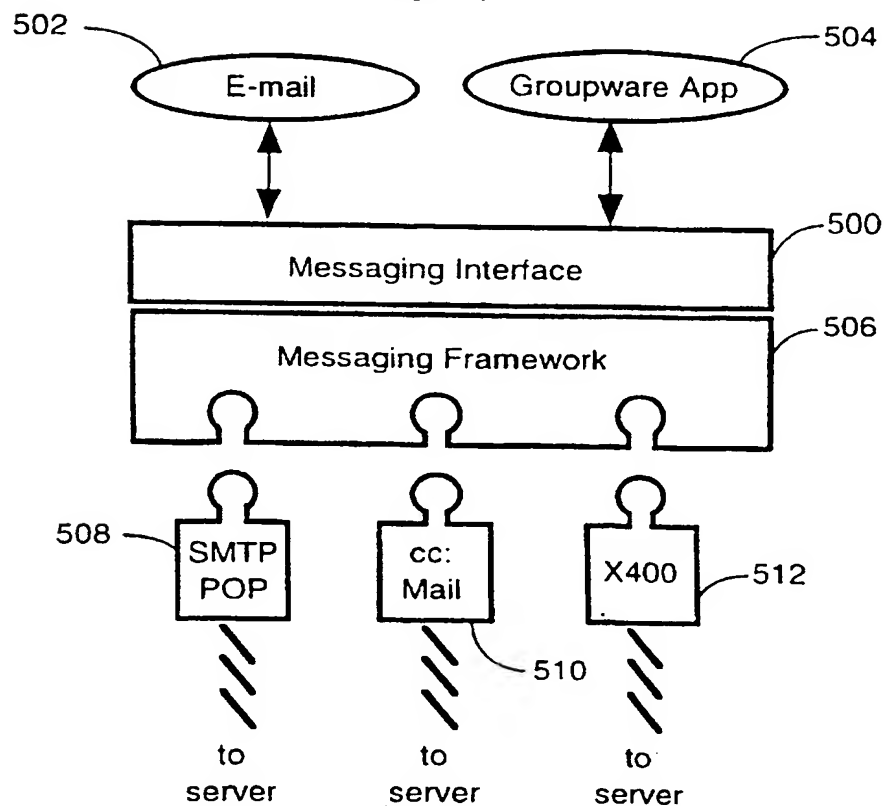 502
504
E-mail
Groupware App
500
Messaging Interface
506
Messaging Framework
508
SMTP
POP
cc:
Mail
X400
512
510
to
server
to
server
to
server